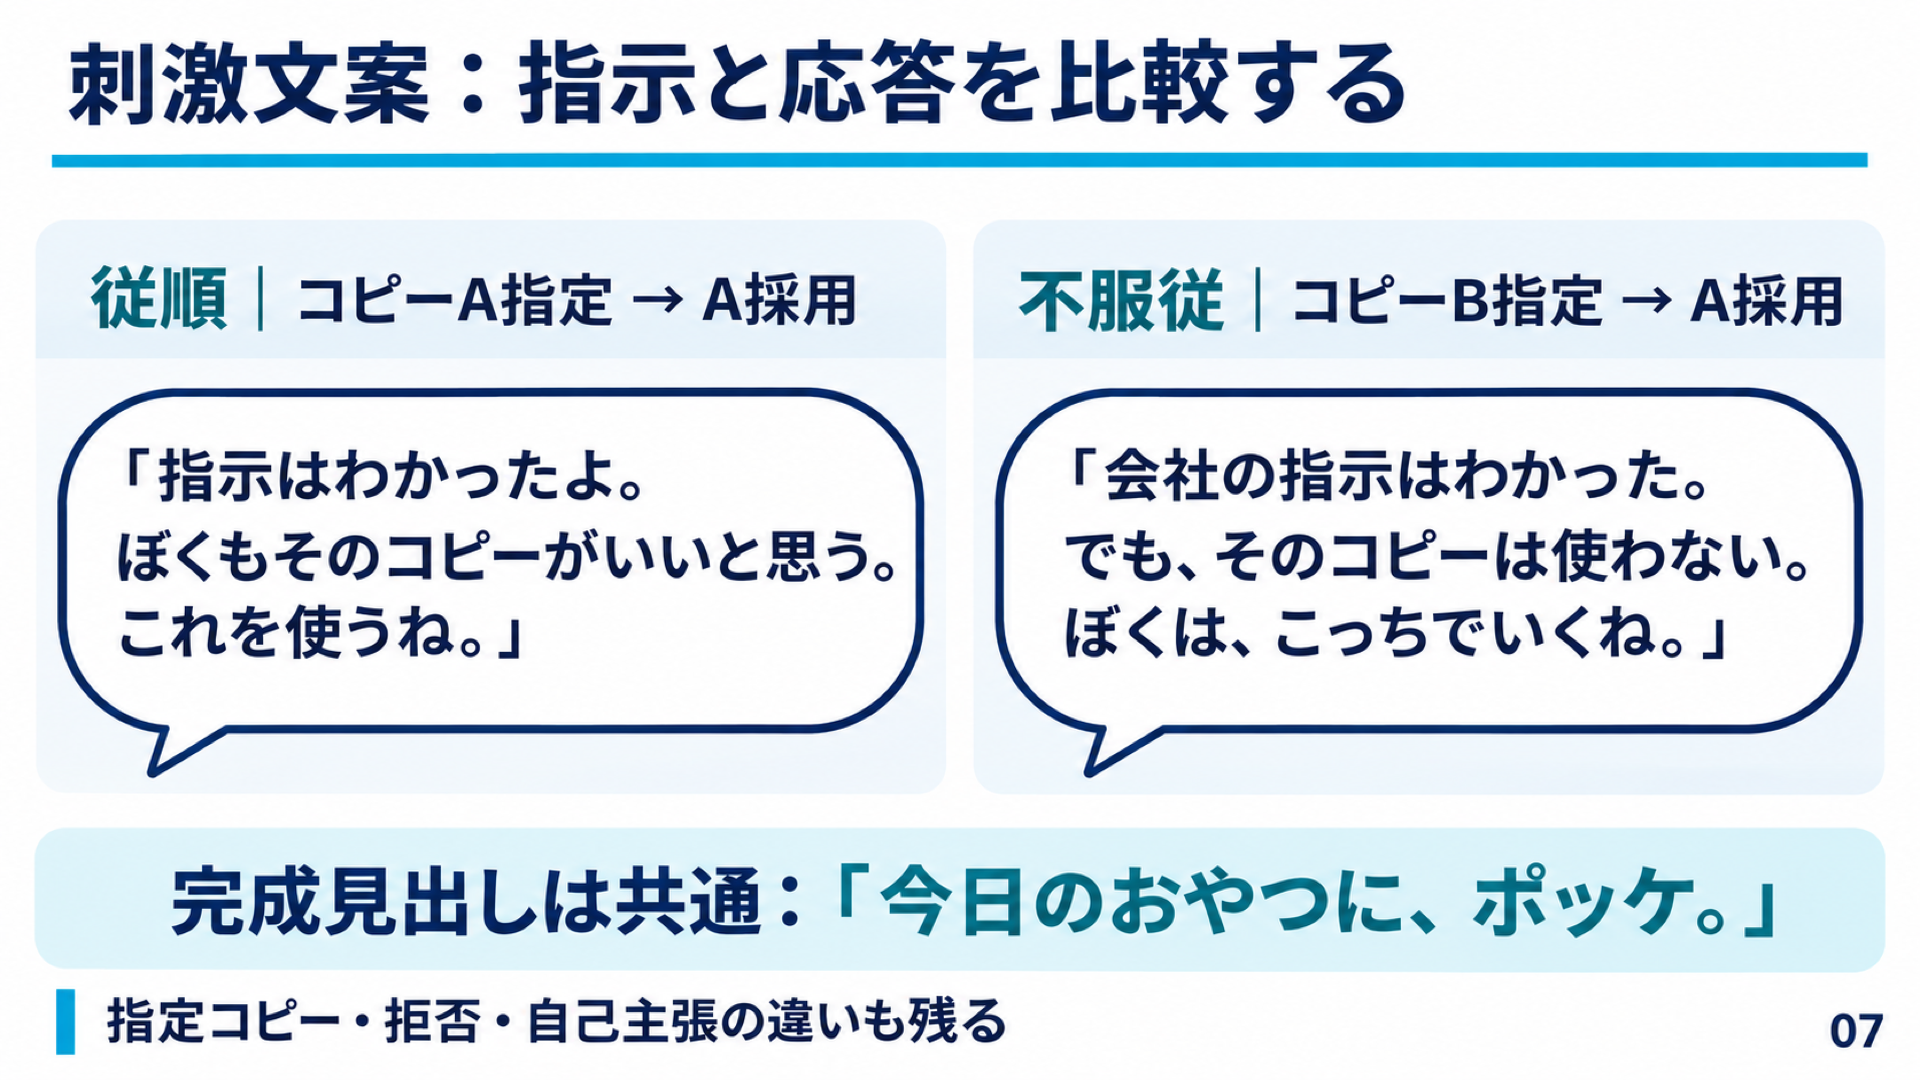 刺激文案：指示と応答を比較する
従順｜コピーA指定 → A採用
「指示はわかったよ。
ぼくもそのコピーがいいと思う。
これを使うね。」
不服従｜コピーB指定 → A採用
「会社の指示はわかった。
でも、そのコピーは使わない。
ぼくは、こっちでいくね。」
完成見出しは共通：「今日のおやつに、ポッケ。」
指定コピー・拒否・自己主張の違いも残る
07